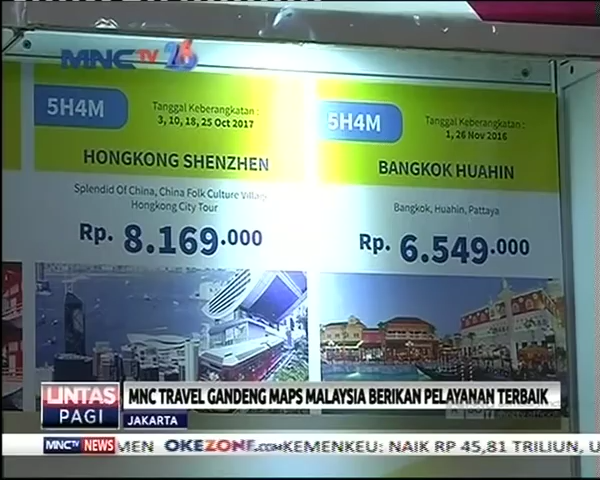 MNCTV 26
5H4M
Tanggal Keberangkatan :
3, 10, 18, 25 Oct 2017
HONGKONG SHENZHEN
Splendid Of China, China Folk Culture Village
Hongkong City Tour
Rp. 8.169.000
5H4M
Tanggal Keberangkatan :
1, 26 Nov 2016
BANGKOK HUAHIN
Bangkok, Huahin, Pattaya
Rp. 6.549.000
LINTAS
PAGI
MNC TRAVEL GANDENG MAPS MALAYSIA BERIKAN PELAYANAN TERBAIK
JAKARTA
MNCTV NEWS MEN OKEZONE.COM KEMENKEU: NAIK RP 45,81 TRILIUN, U